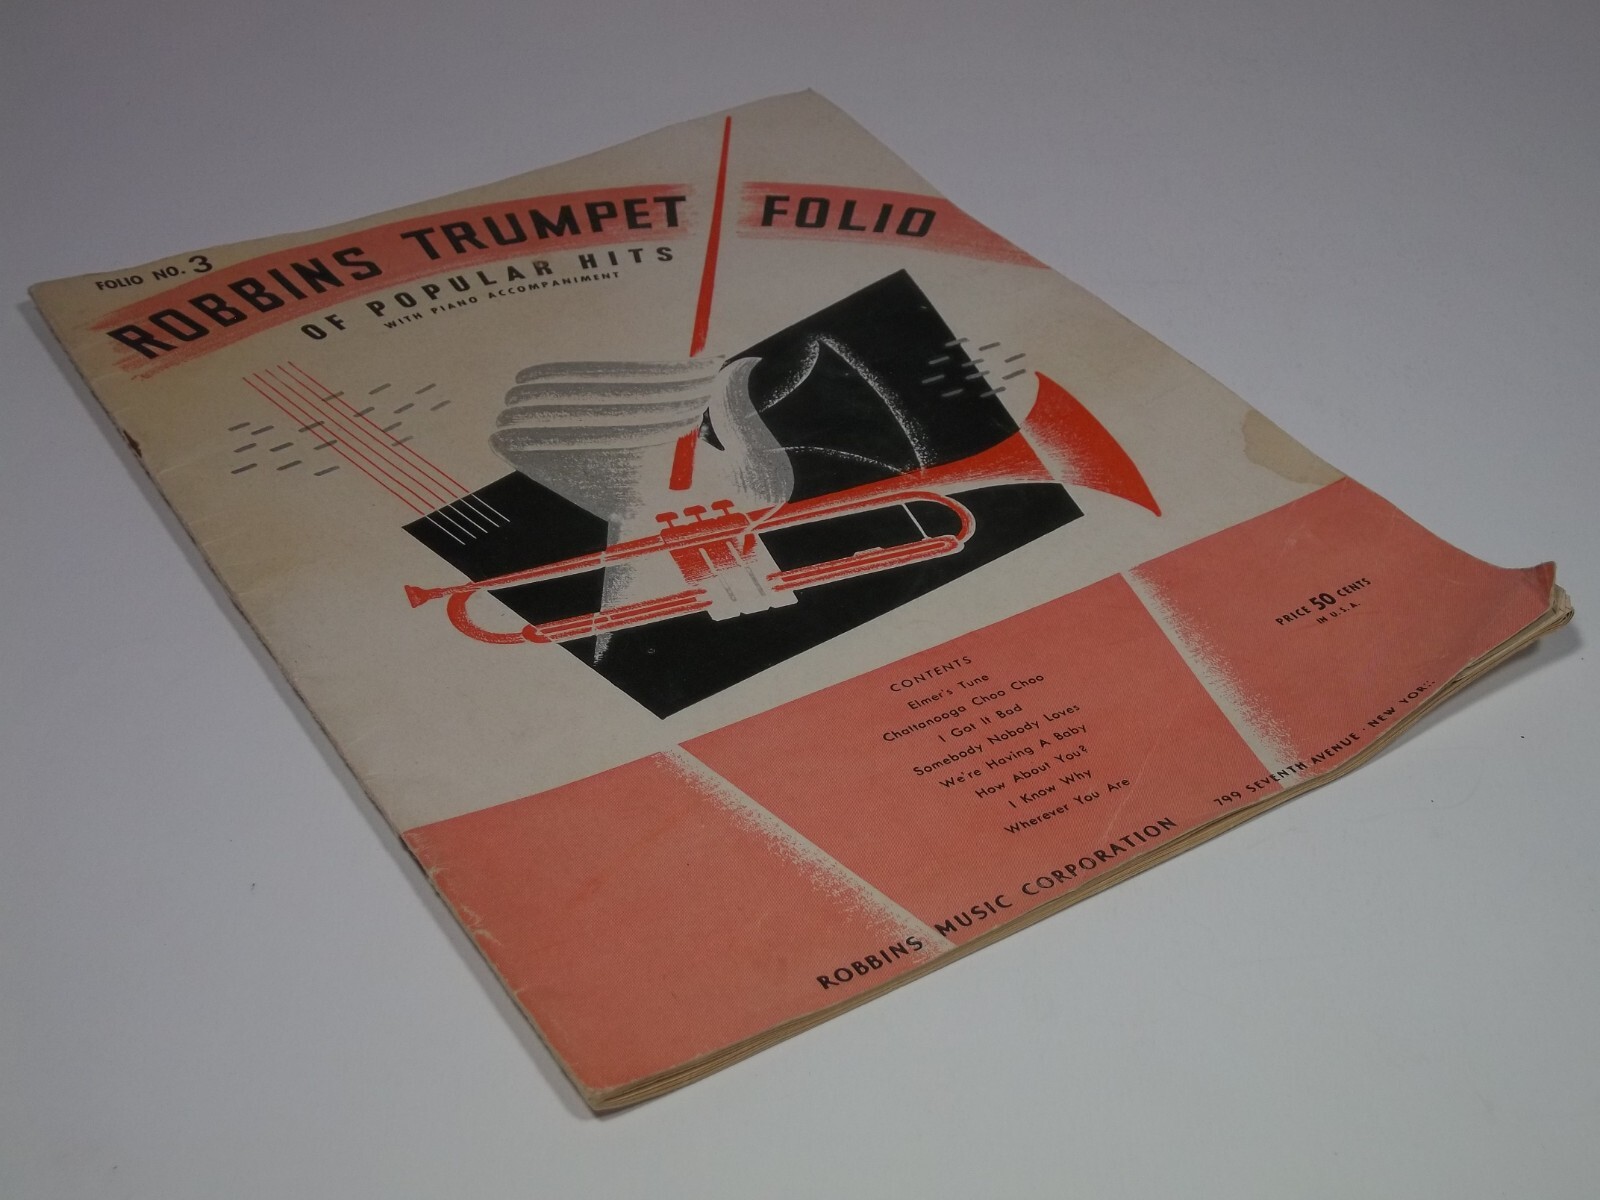 FOLIO NO. 3
ROBBINS TRUMPET FOLIO
OF POPULAR HITS
WITH PIANO ACCOMPANIMENT
CONTENTS
Elmer's Tune
Chattanooga Choo Choo
I Got It Bad
Somebody Nobody Loves
We're Having A Baby
How About You?
I Know Why
Wherever You Are
PRICE 50 CENTS
IN U.S.A.
ROBBINS MUSIC CORPORATION
799 SEVENTH AVENUE · NEW YORK